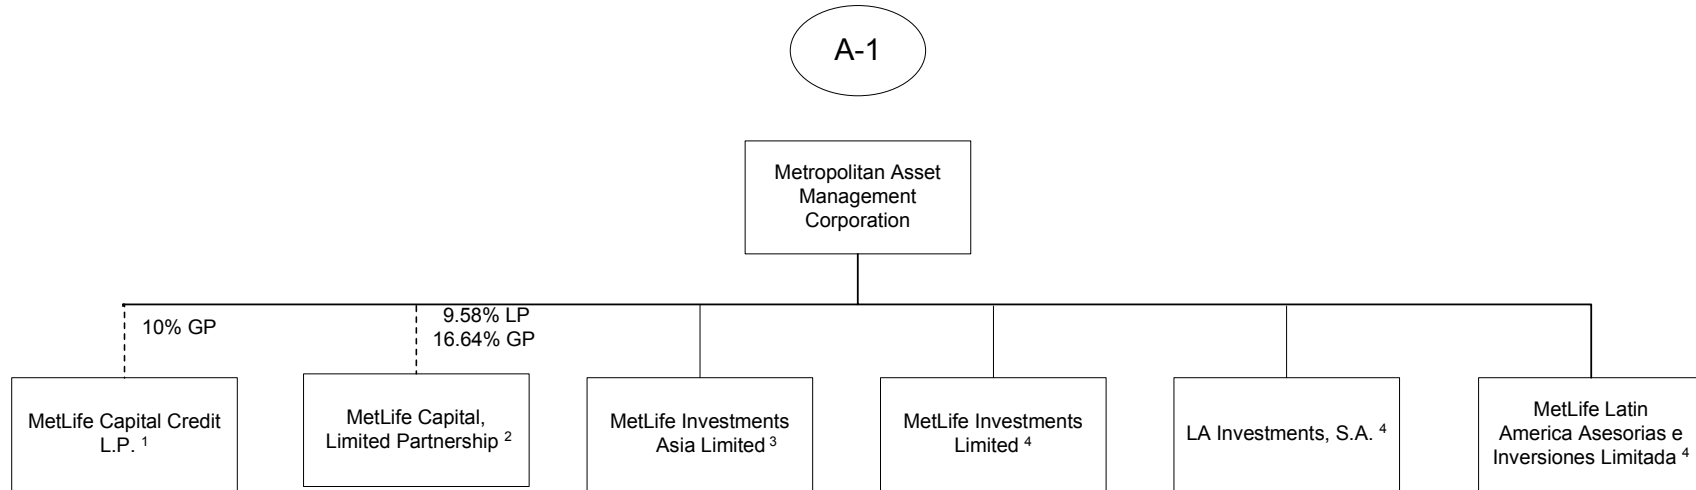 A-1
Metropolitan Asset
Management
Corporation
10% GP
9.58% LP
16.64% GP
MetLife Capital Credit
L.P. 1
MetLife Capital,
Limited Partnership 2
MetLife Investments
Asia Limited 3
MetLife Investments
Limited 4
LA Investments, S.A. 4
MetLife Latin
America Asesorias e
Inversiones Limitada 4